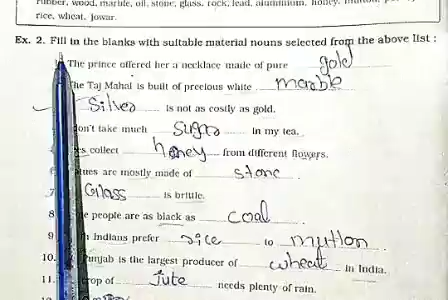 rubber, wood, marble, oil, stone, glass, rock, lead, aluminium, honey, mutton,
rice, wheat, Jowar.
Ex. 2. Fill in the blanks with suitable material nouns selected from the above list :
The prince offered her a necklace made of pure gold
The Taj Mahal is built of precious white marble
Silver is not as costly as gold.
don't take much sugar in my tea.
collect honey from different flowers.
are mostly made of stone.
7 Glass is brittle.
8 people are as black as coal
9 Indians prefer rice to mutton.
10. Punjab is the largest producer of wheat in India.
11. crop of Jute needs plenty of rain.